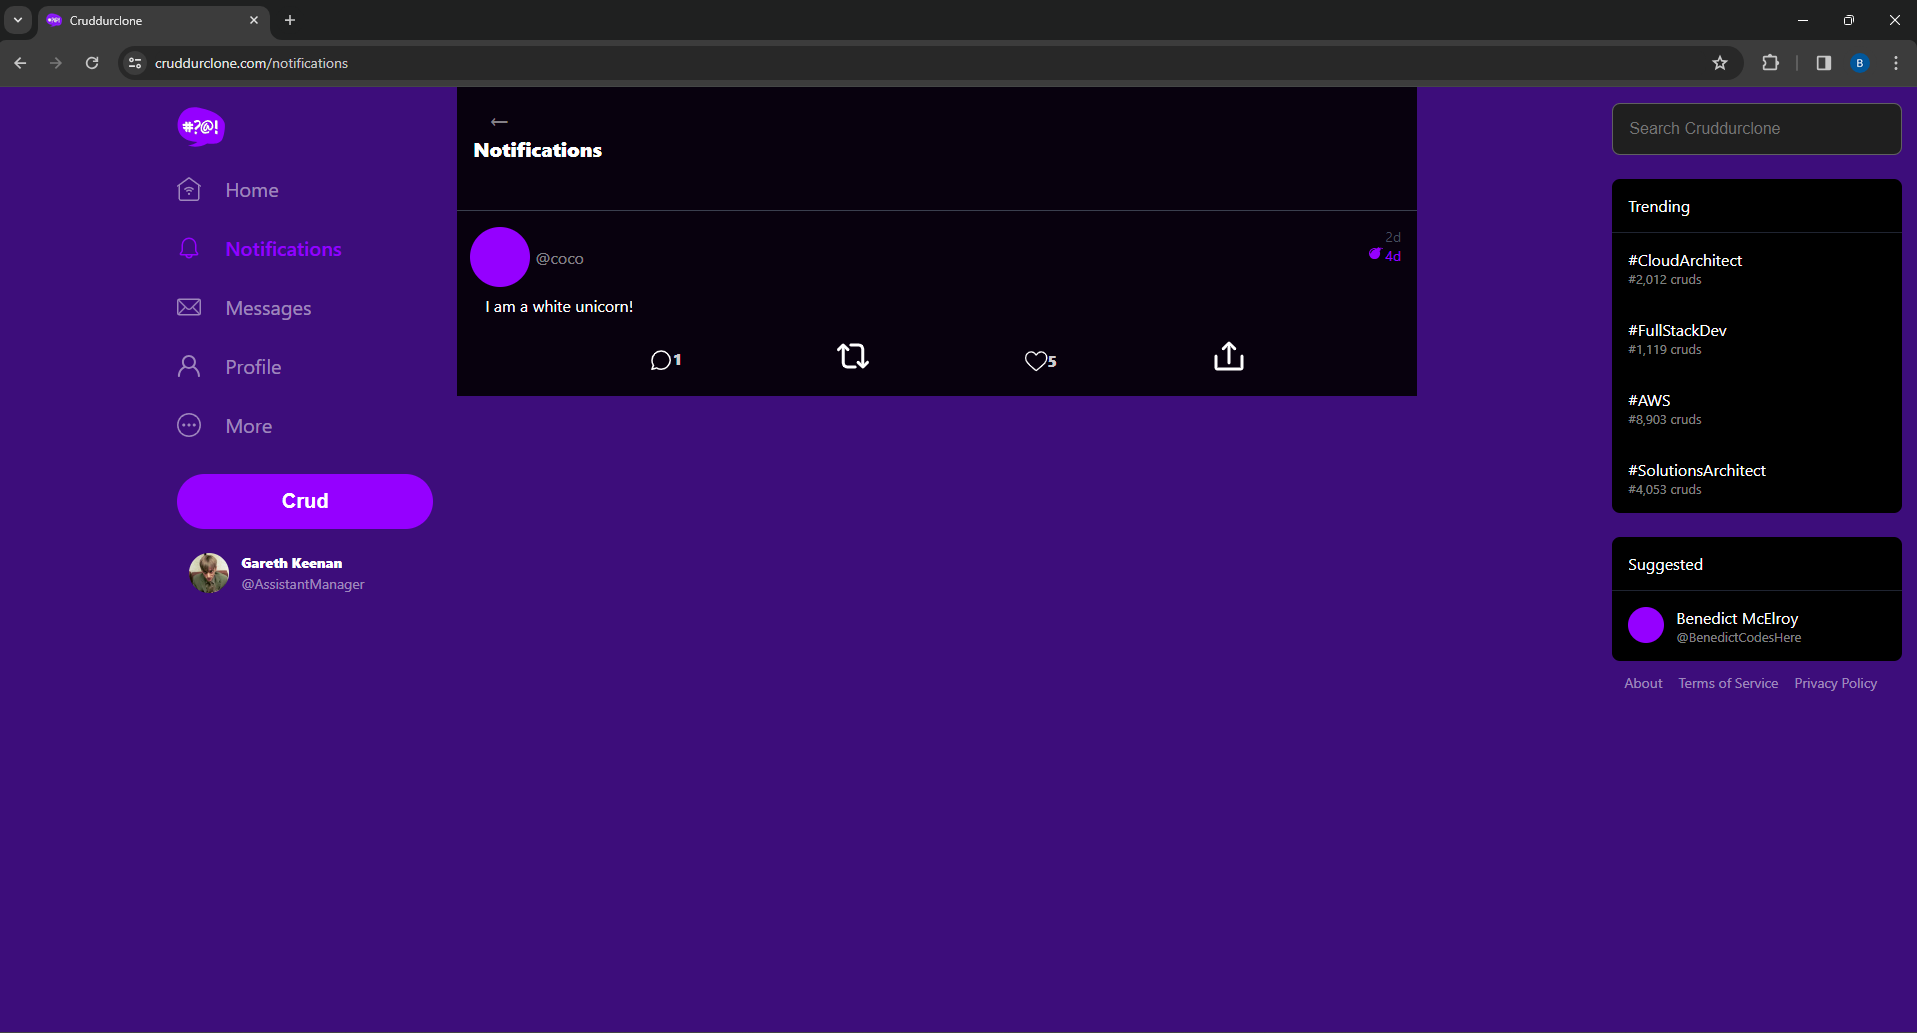 Cruddurclone
cruddurclone.com/notifications
B
#?@!
Home
Notifications
Messages
Profile
More
Crud
Gareth Keenan
@AssistantManager
Notifications
@coco
2d
4d
I am a white unicorn!
1
5
Search Cruddurclone
Trending
#CloudArchitect
#2,012 cruds
#FullStackDev
#1,119 cruds
#AWS
#8,903 cruds
#SolutionsArchitect
#4,053 cruds
Suggested
Benedict McElroy
@BenedictCodesHere
About Terms of Service Privacy Policy